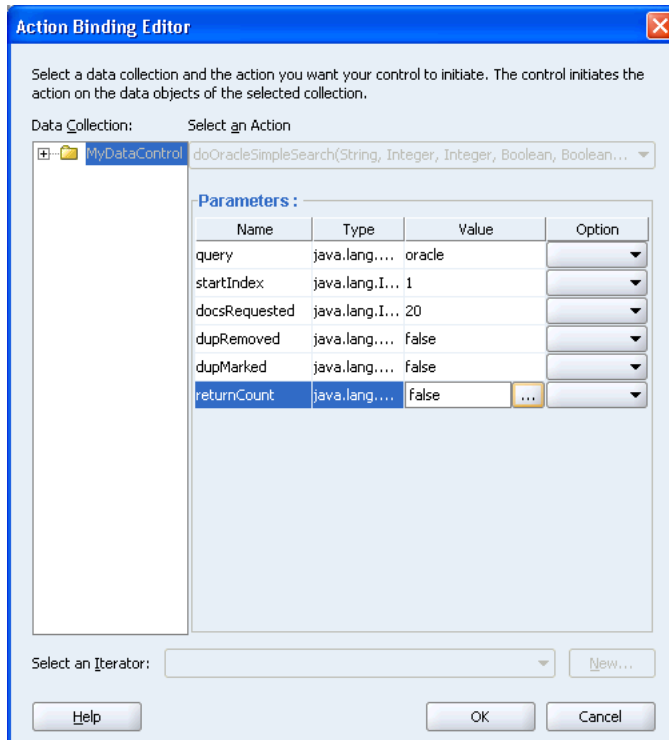 Action Binding Editor
Select a data collection and the action you want your control to initiate. The control initiates the
action on the data objects of the selected collection.
Data Collection: Select an Action
MyDataControl doOracleSimpleSearch(String, Integer, Integer, Boolean, Boolean...
Parameters :
Name Type Value Option
query java.lang.... oracle
startIndex java.lang.I... 1
docsRequested java.lang.I... 20
dupRemoved java.lang.... false
dupMarked java.lang.... false
returnCount java.lang.... false ...
Select an Iterator: New...
Help OK Cancel